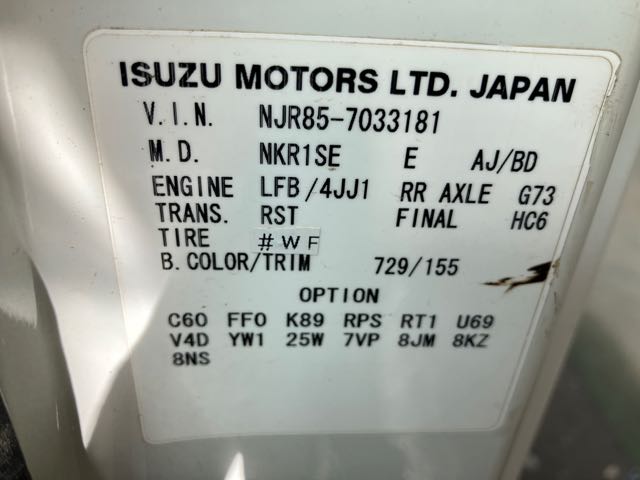 ISUZU MOTORS LTD. JAPAN
V.I.N. NJR85-7033181
M.D. NKR1SE E AJ/BD
ENGINE LFB/4JJ1 RR AXLE G73
TRANS. RST FINAL HC6
TIRE #WF
B.COLOR/TRIM 729/155
OPTION
C60 FF0 K89 RPS RT1 U69
V4D YW1 25W 7VP 8JM 8KZ
8NS